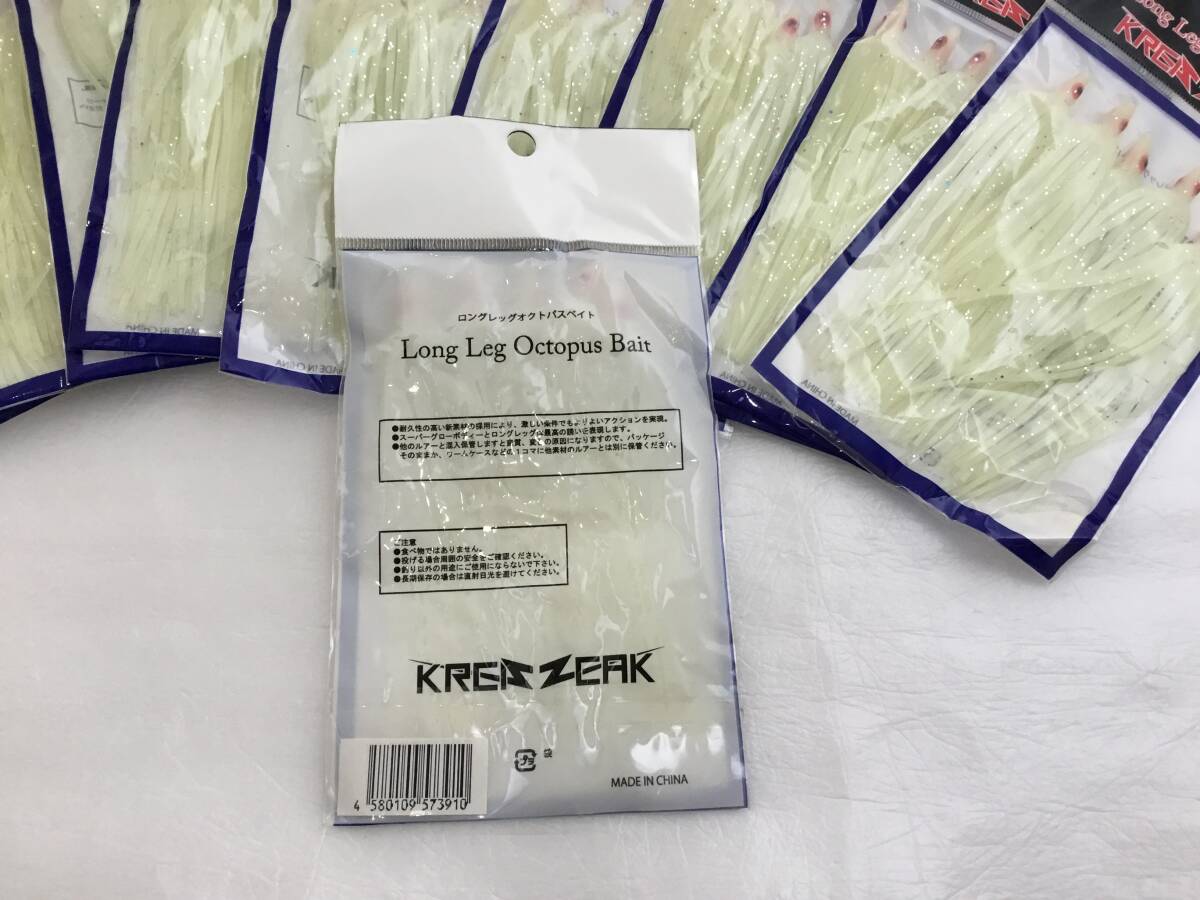 Long Leg
KREA
ロングレッグオクトパスベイト
Long Leg Octopus Bait
●耐久性の高い新素材の採用により、激しい条件でもよりよいアクションを実現。
●スーパーグローボディーとロングレッグが最高の誘いを表現します。
●他のルアーと混入保管しますと変質、変色の原因になりますので、パッケージ
そのままか、ワームケースなどの1コマに他素材のルアーとは別に保管ください。
ご注意
●食べ物ではありません。
●投げる場合周囲の安全をご確認ください。
●釣り以外の用途にご使用にならないで下さい。
●長期保存の場合は直射日光を避けてください。
KREA ZEAK
プラ
袋
MADE IN CHINA
4 580109 573910
MADE IN CHINA
MADE IN CHINA
MADE IN CHINA